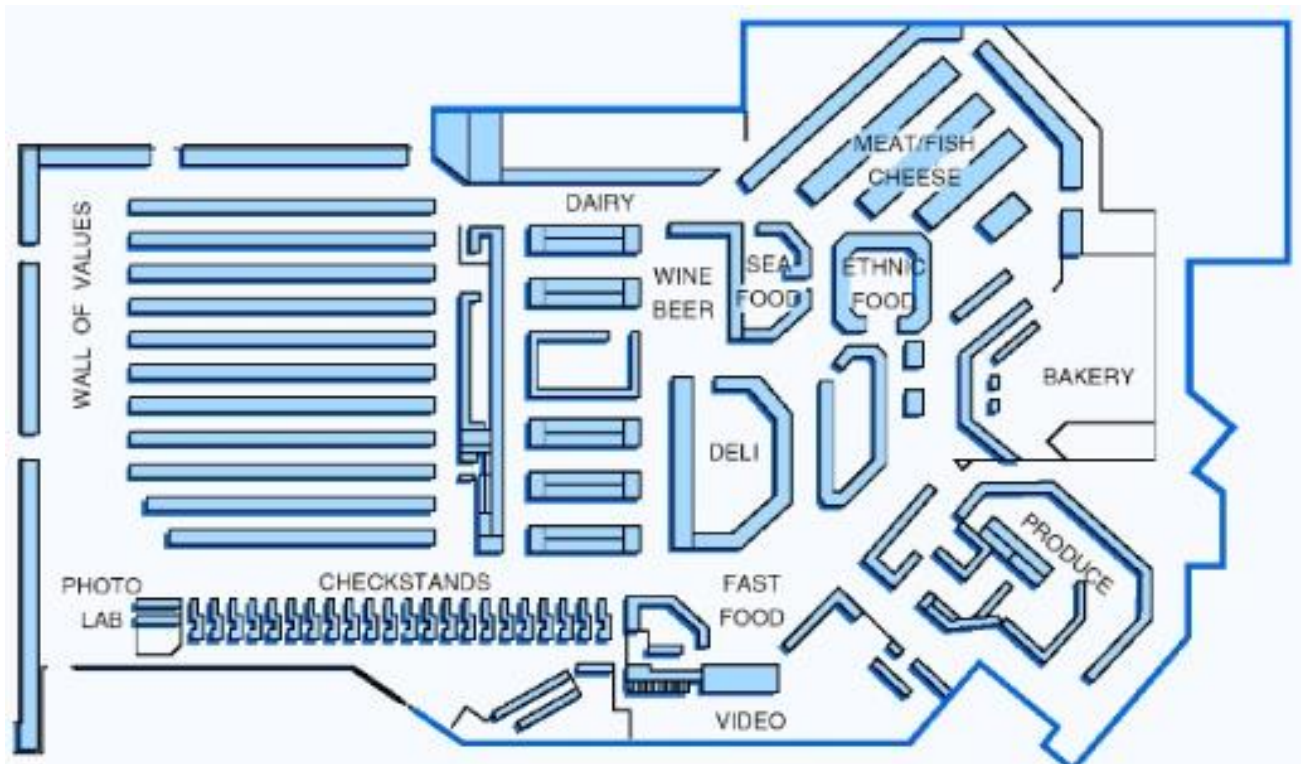 MEAT/FISH
CHEESE
DAIRY
WALL OF VALUES
WINE
BEER
SEA
FOOD
ETHNIC
FOOD
BAKERY
DELI
PRODUCE
PHOTO
LAB
CHECKSTANDS
FAST
FOOD
VIDEO